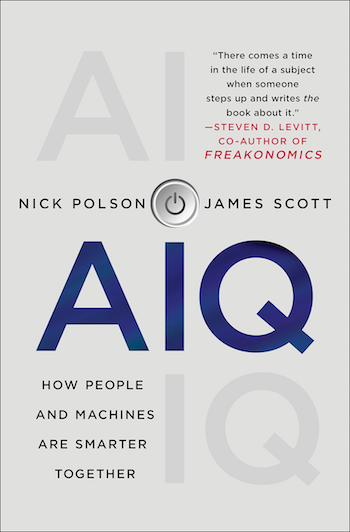 AI
“There comes a time
in the life of a subject
when someone
steps up and writes the
book about it.”
—STEVEN D. LEVITT,
CO-AUTHOR OF
FREAKONOMICS
NICK POLSON
JAMES SCOTT
AIQ
HOW PEOPLE
AND MACHINES
ARE SMARTER
TOGETHER
IQ